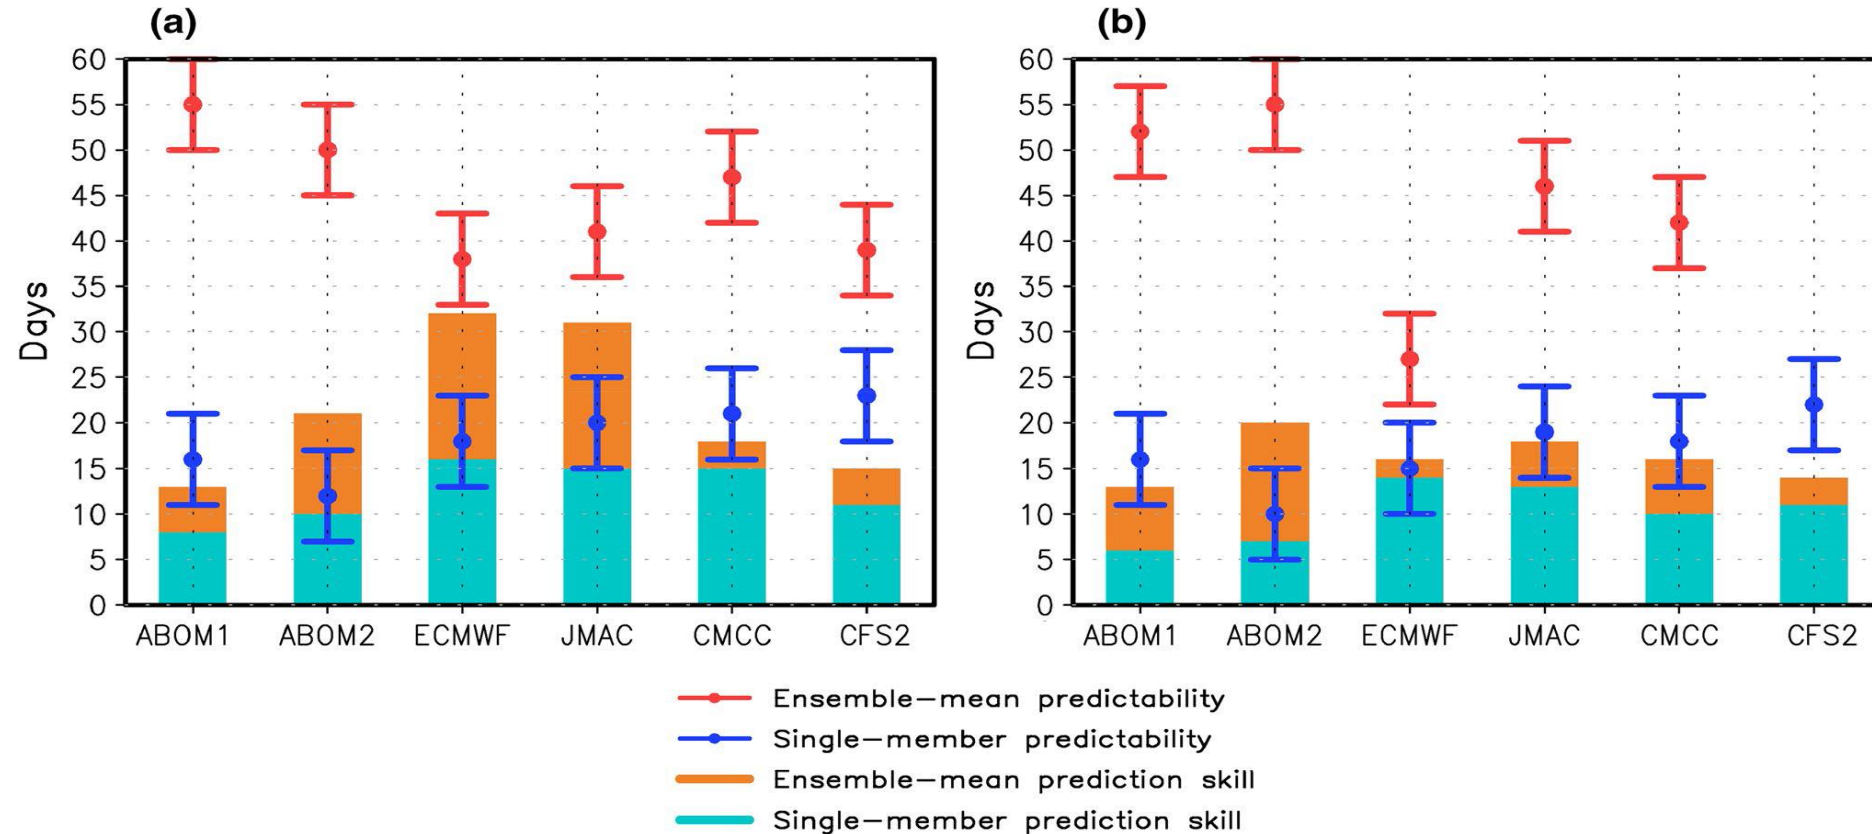 (a)
60
55
50
45
40
35
30
25
20
15
10
5
0
Days
ABOM1 ABOM2 ECMWF JMAC CMCC CFS2
(b)
60
55
50
45
40
35
30
25
20
15
10
5
0
Days
ABOM1 ABOM2 ECMWF JMAC CMCC CFS2
Ensemble—mean predictability
Single—member predictability
Ensemble—mean prediction skill
Single—member prediction skill